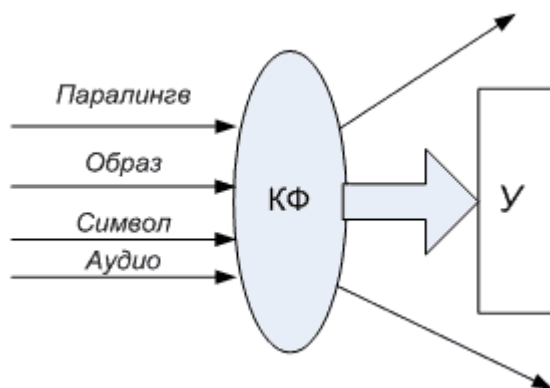 Паралингв
Образ
Символ
Аудио
КФ
У